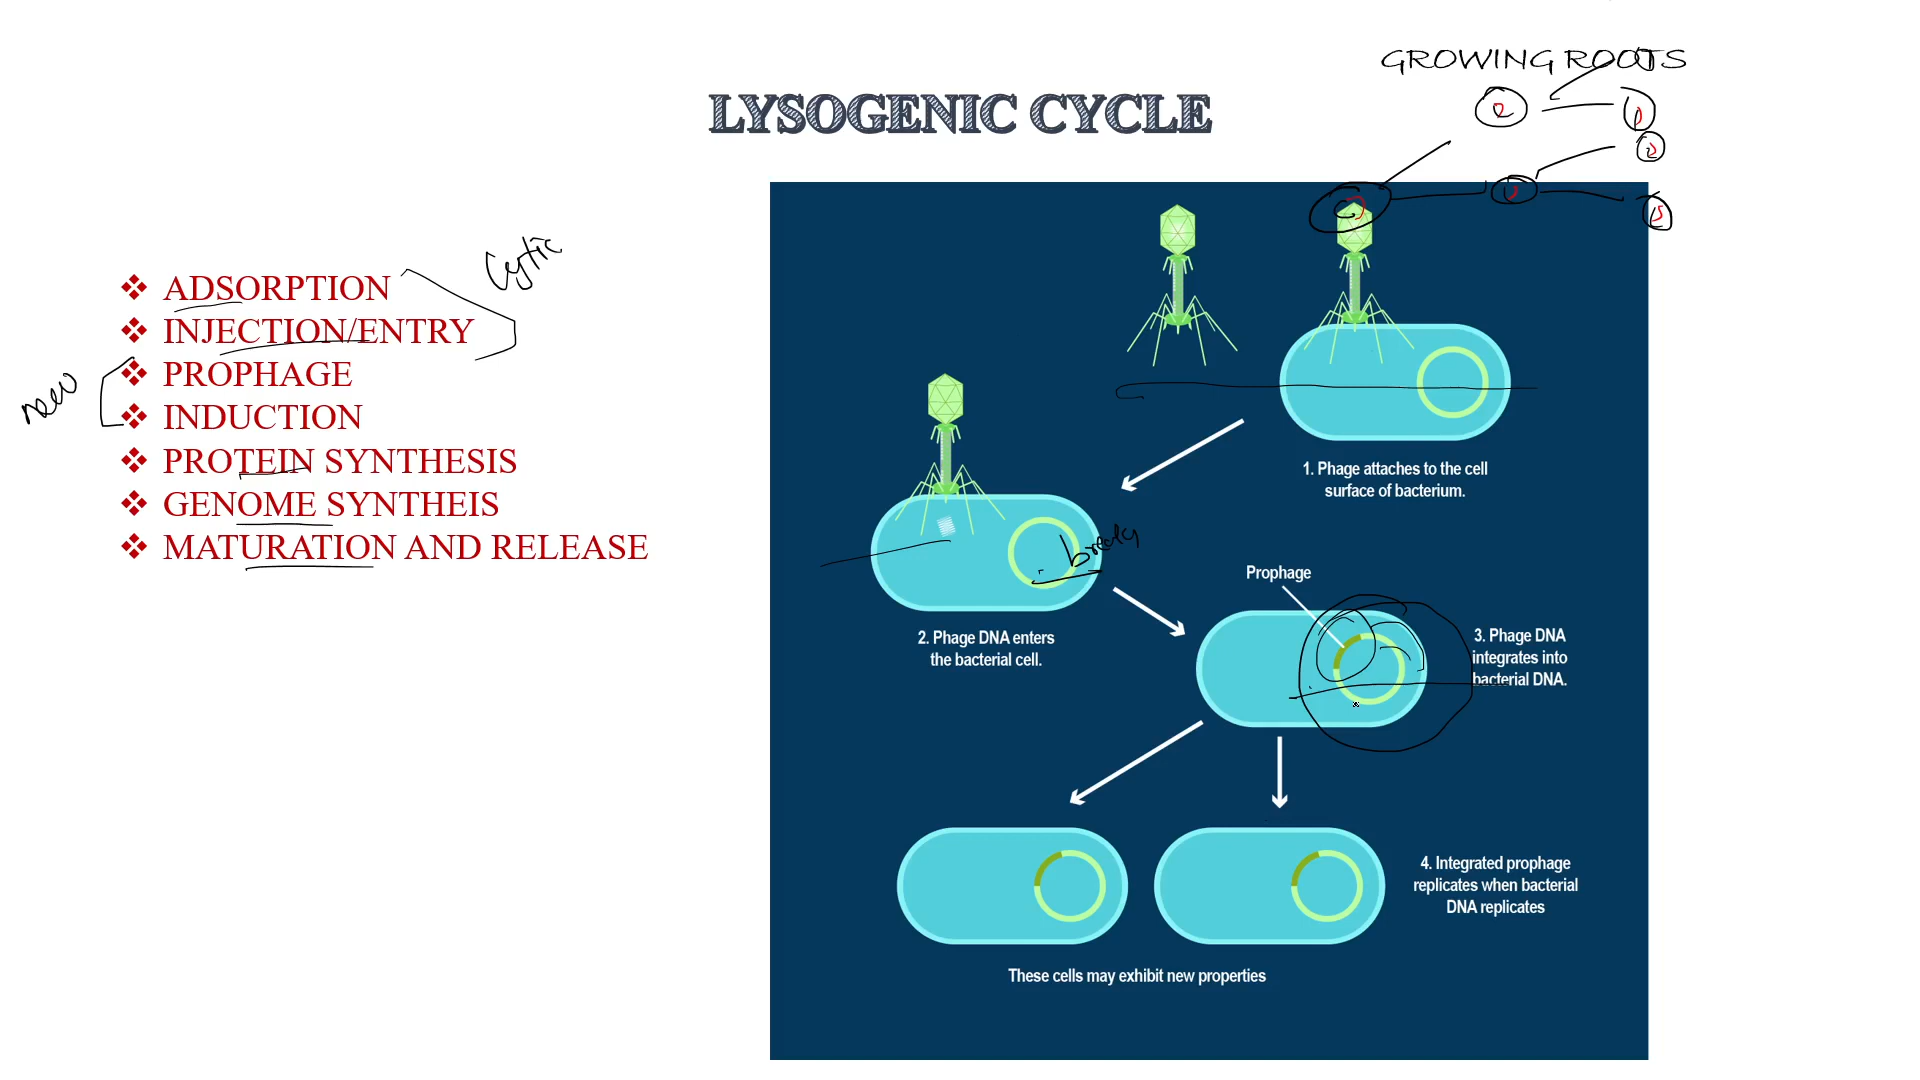 GROWING ROOTS
LYSOGENIC CYCLE
❖ ADSORPTION
❖ INJECTION/ENTRY
❖ PROPHAGE
❖ INDUCTION
❖ PROTEIN SYNTHESIS
❖ GENOME SYNTHEIS
❖ MATURATION AND RELEASE
new
1. Phage attaches to the cell
surface of bacterium.
2. Phage DNA enters
the bacterial cell.
Prophage
3. Phage DNA
integrates into
bacterial DNA.
4. Integrated prophage
replicates when bacterial
DNA replicates
These cells may exhibit new properties